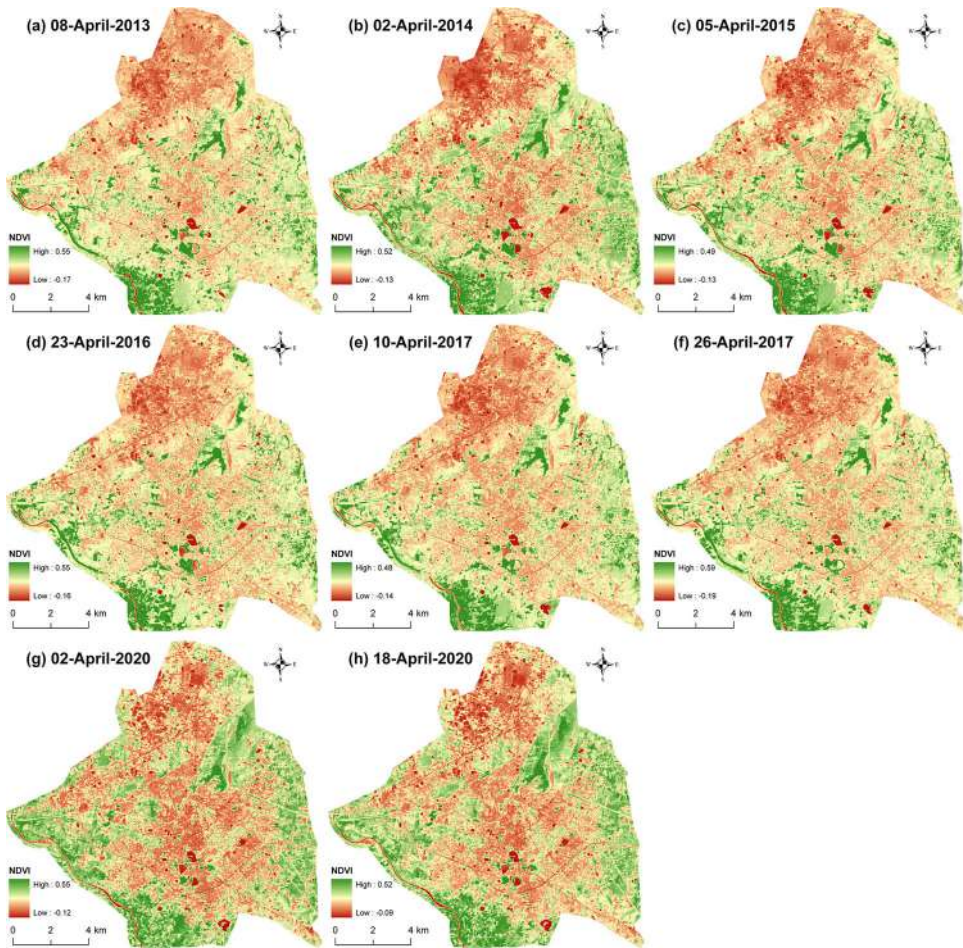 (a) 08-April-2013
N
W E
S
NDVI
High : 0.55
Low : -0.17
0 2 4 km
(b) 02-April-2014
N
W E
S
NDVI
High : 0.52
Low : -0.13
0 2 4 km
(c) 05-April-2015
N
W E
S
NDVI
High : 0.49
Low : -0.13
0 2 4 km
(d) 23-April-2016
N
W E
S
NDVI
High : 0.55
Low : -0.16
0 2 4 km
(e) 10-April-2017
N
W E
S
NDVI
High : 0.48
Low : -0.14
0 2 4 km
(f) 26-April-2017
N
W E
S
NDVI
High : 0.59
Low : -0.19
0 2 4 km
(g) 02-April-2020
N
W E
S
NDVI
High : 0.55
Low : -0.12
0 2 4 km
(h) 18-April-2020
N
W E
S
NDVI
High : 0.52
Low : -0.09
0 2 4 km